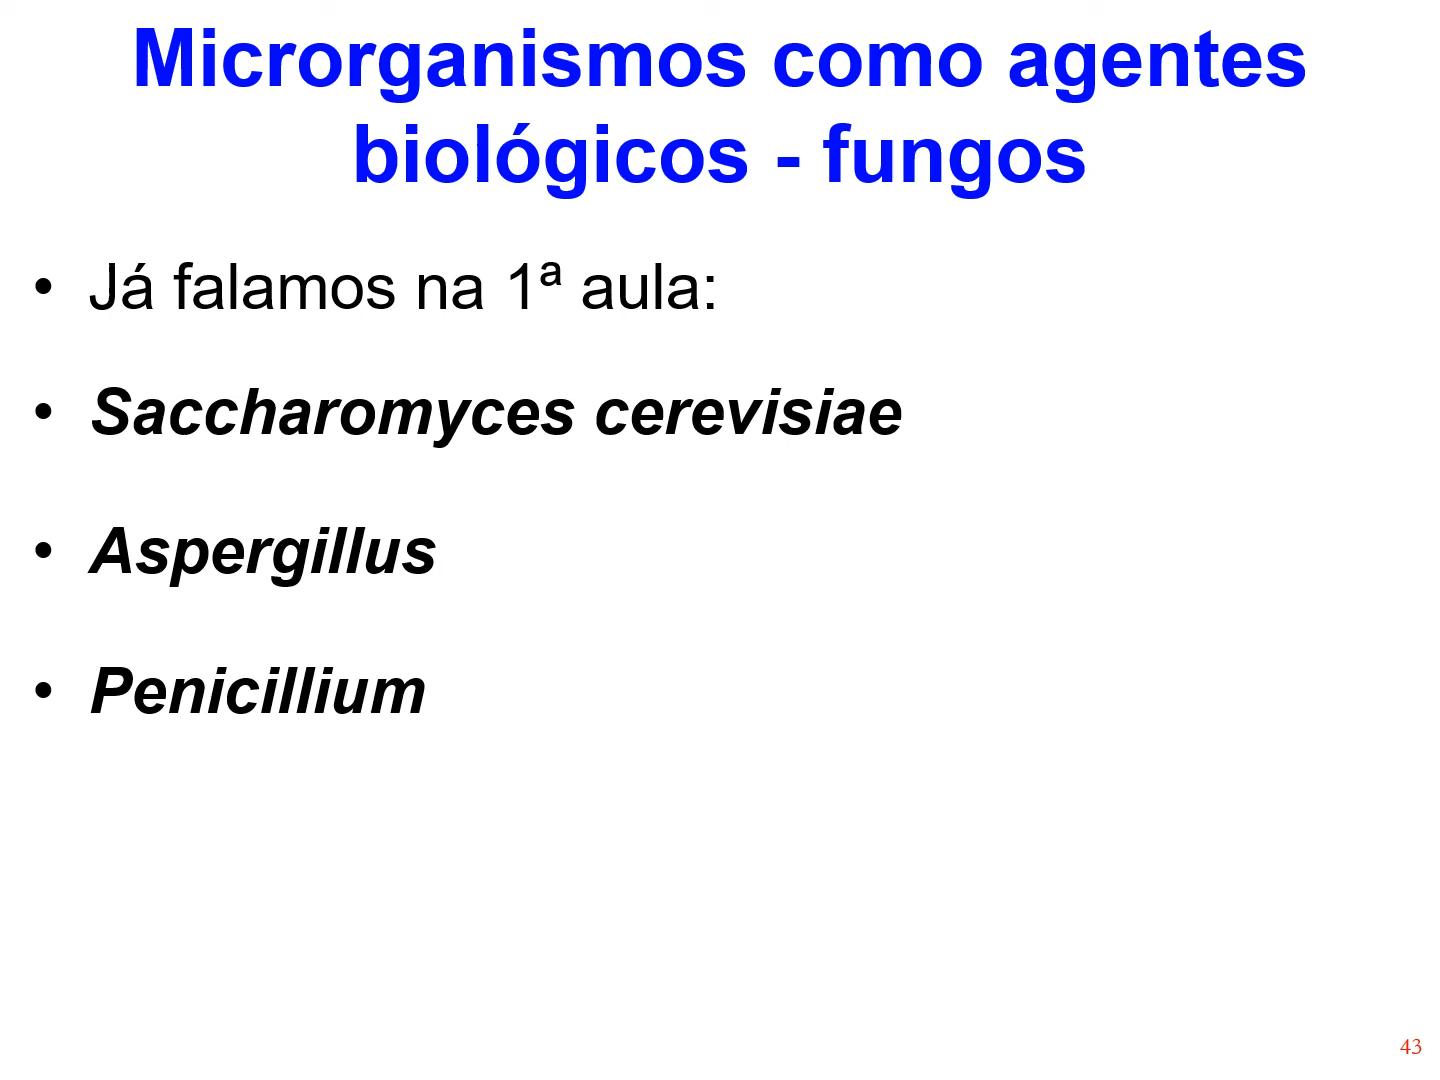 Microrganismos como agentes
biológicos - fungos
• Já falamos na 1ª aula:
• Saccharomyces cerevisiae
• Aspergillus
• Penicillium
43